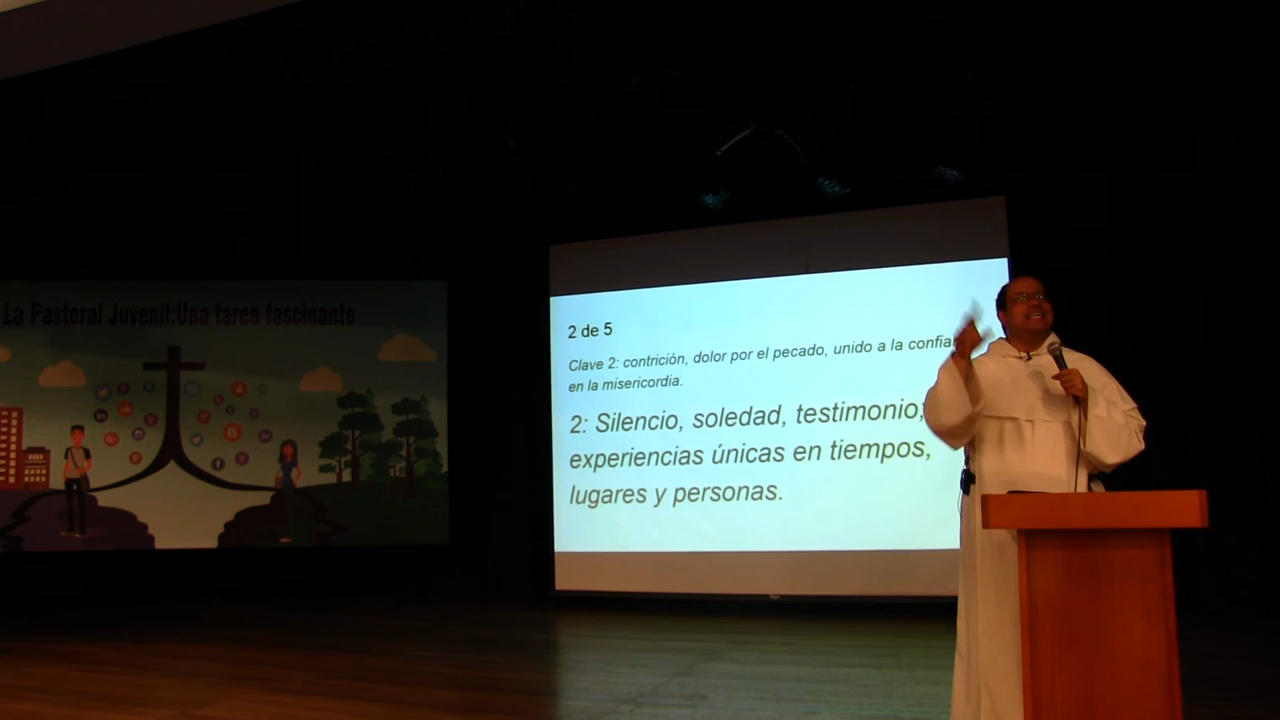 La Pastoral Juvenil:Una tarea fascinante
2 de 5
Clave 2: contrición, dolor por el pecado, unido a la
en la misericordia.
2: Silencio, soledad, testimonio,
experiencias únicas en tiempos,
lugares y personas.